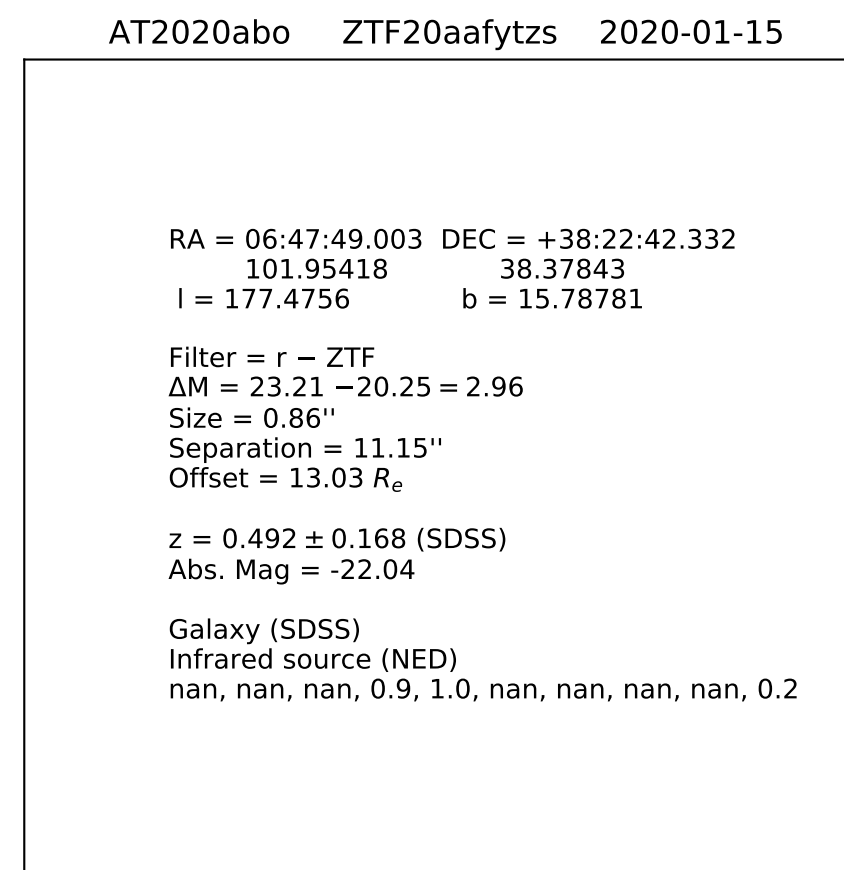 AT2020abo ZTF20aafytzs 2020-01-15
RA = 06:47:49.003 DEC = +38:22:42.332
101.95418 38.37843
l = 177.4756 b = 15.78781
Filter = r − ZTF
ΔM = 23.21 −20.25 = 2.96
Size = 0.86''
Separation = 11.15''
Offset = 13.03 Rₑ
z = 0.492 ± 0.168 (SDSS)
Abs. Mag = -22.04
Galaxy (SDSS)
Infrared source (NED)
nan, nan, nan, 0.9, 1.0, nan, nan, nan, nan, 0.2